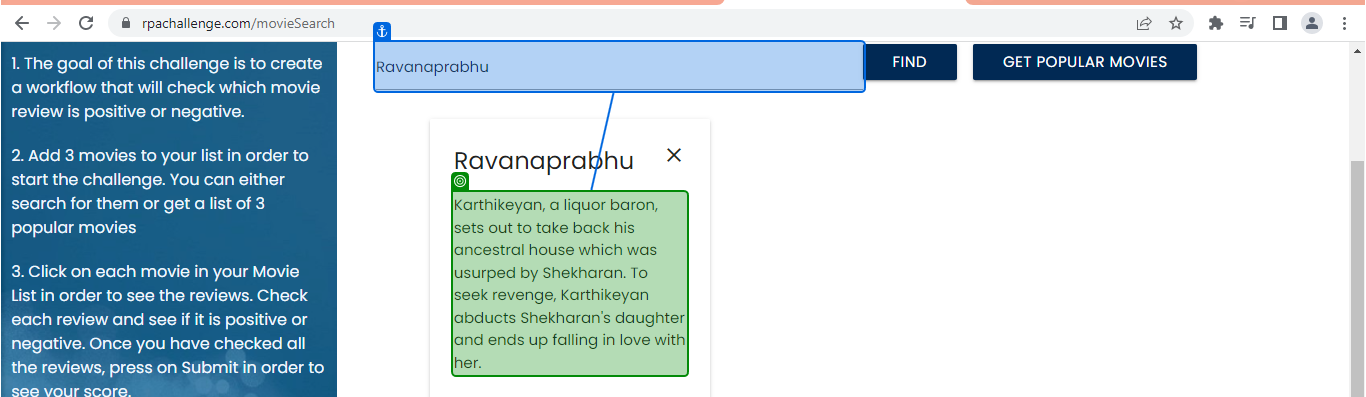 rpachallenge.com/movieSearch
1. The goal of this challenge is to create
a workflow that will check which movie
review is positive or negative.
2. Add 3 movies to your list in order to
start the challenge. You can either
search for them or get a list of 3
popular movies
3. Click on each movie in your Movie
List in order to see the reviews. Check
each review and see if it is positive or
negative. Once you have checked all
the reviews, press on Submit in order to
see your score.
Ravanaprabhu
FIND
GET POPULAR MOVIES
Ravanaprabhu
Karthikeyan, a liquor baron,
sets out to take back his
ancestral house which was
usurped by Shekharan. To
seek revenge, Karthikeyan
abducts Shekharan's daughter
and ends up falling in love with
her.